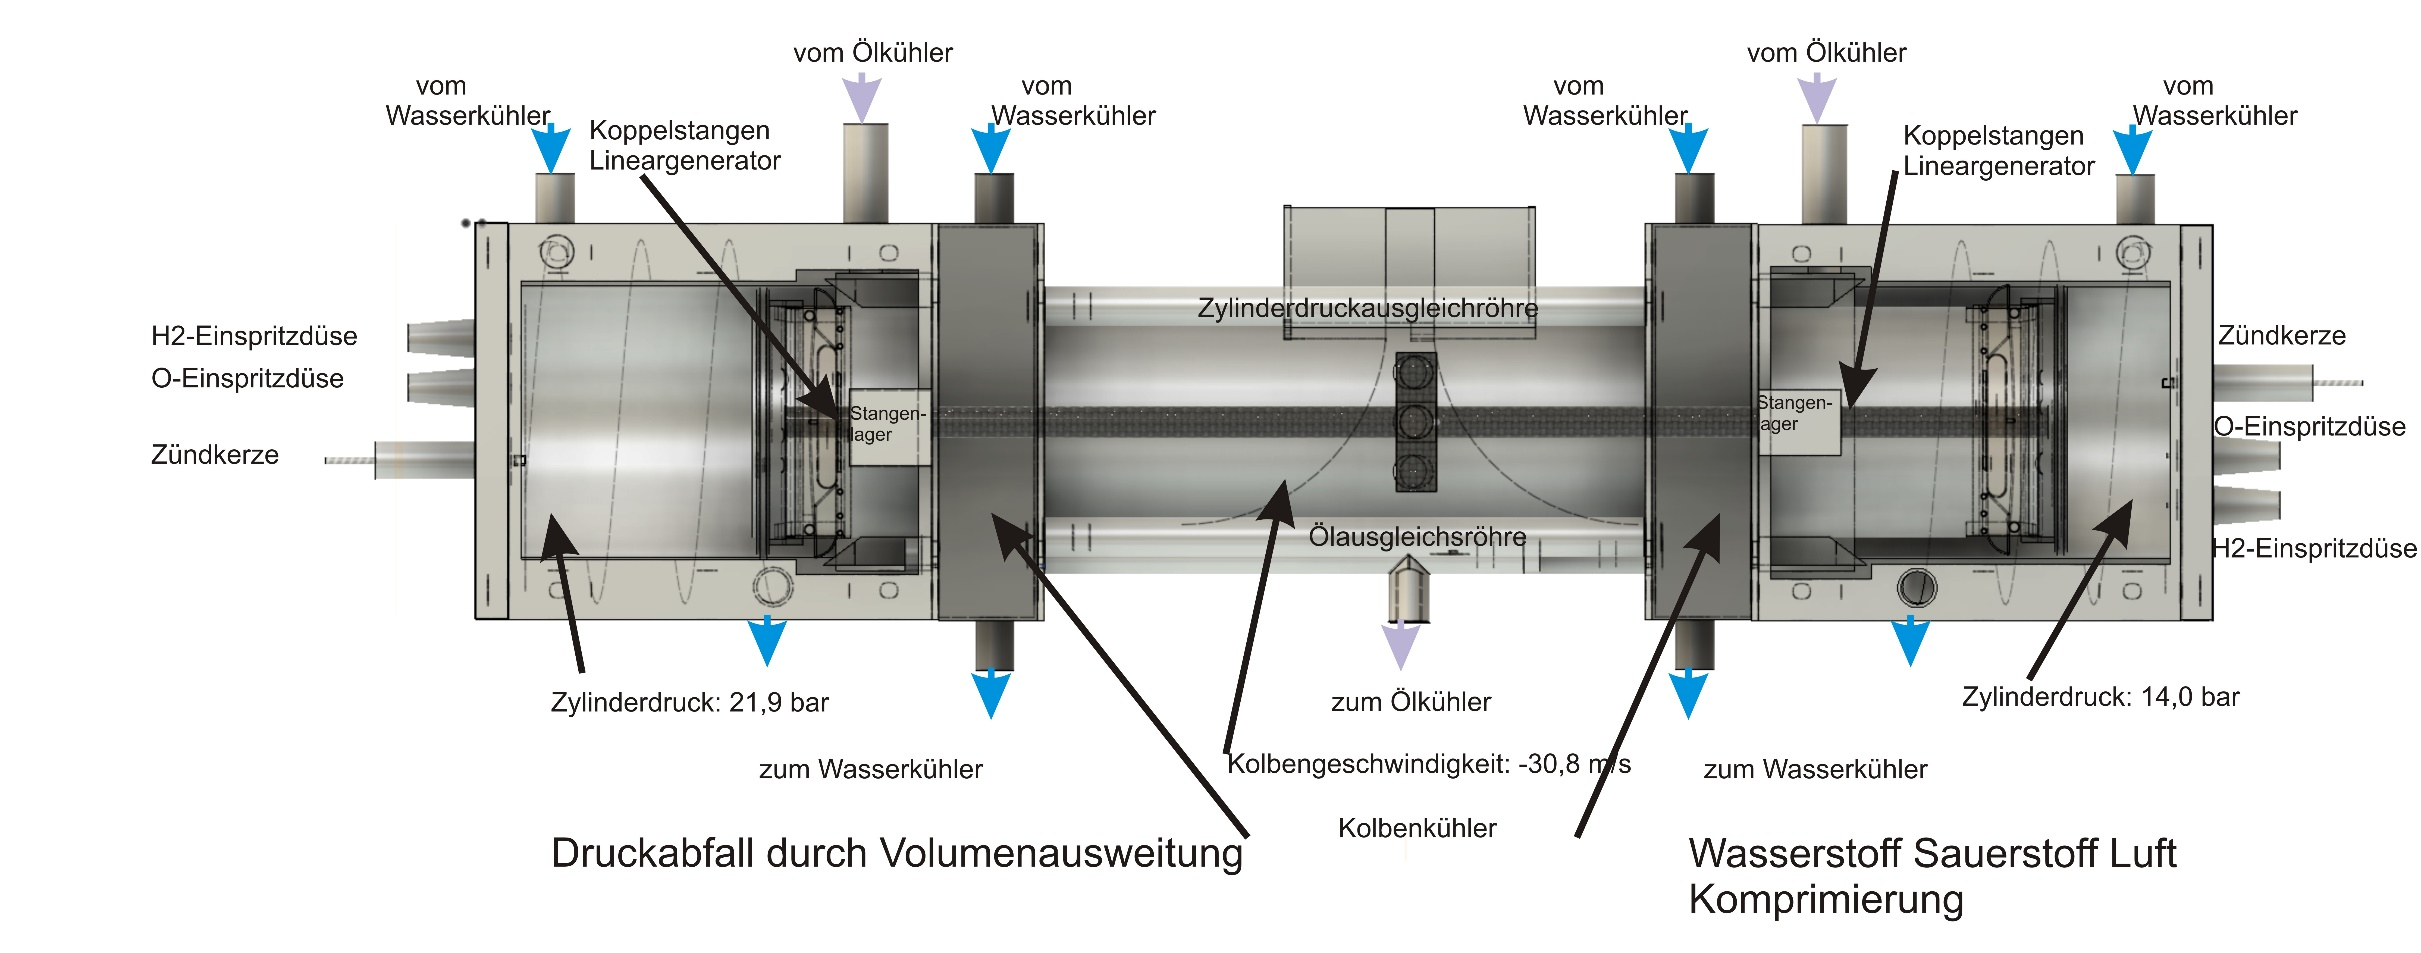 vom Ölkühler
vom Ölkühler
vom
Wasserkühler
vom
Wasserkühler
vom
Wasserkühler
vom
Wasserkühler
Koppelstangen
Lineargenerator
Koppelstangen
Lineargenerator
Zylinderdruckausgleichröhre
H2-Einspritzdüse
O-Einspritzdüse
Zündkerze
Stangen-
lager
Stangen-
lager
Zündkerze
O-Einspritzdüse
H2-Einspritzdüse
Ölausgleichsröhre
Zylinderdruck: 21,9 bar
zum Ölkühler
Zylinderdruck: 14,0 bar
zum Wasserkühler
Kolbengeschwindigkeit: -30,8 m/s
zum Wasserkühler
Kolbenkühler
Druckabfall durch Volumenausweitung
Wasserstoff Sauerstoff Luft
Komprimierung